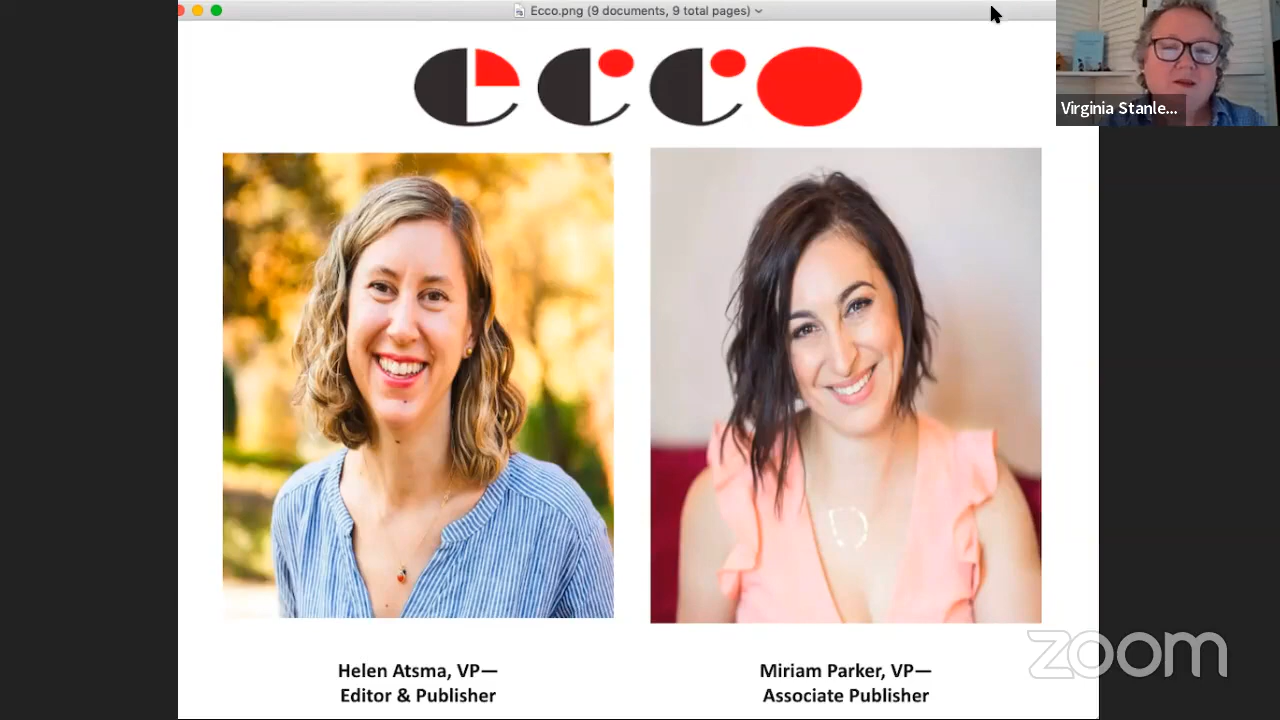 Ecco.png (9 documents, 9 total pages)
ecco
Virginia Stanle...
Helen Atsma, VP—
Editor & Publisher
Miriam Parker, VP—
Associate Publisher
zoom